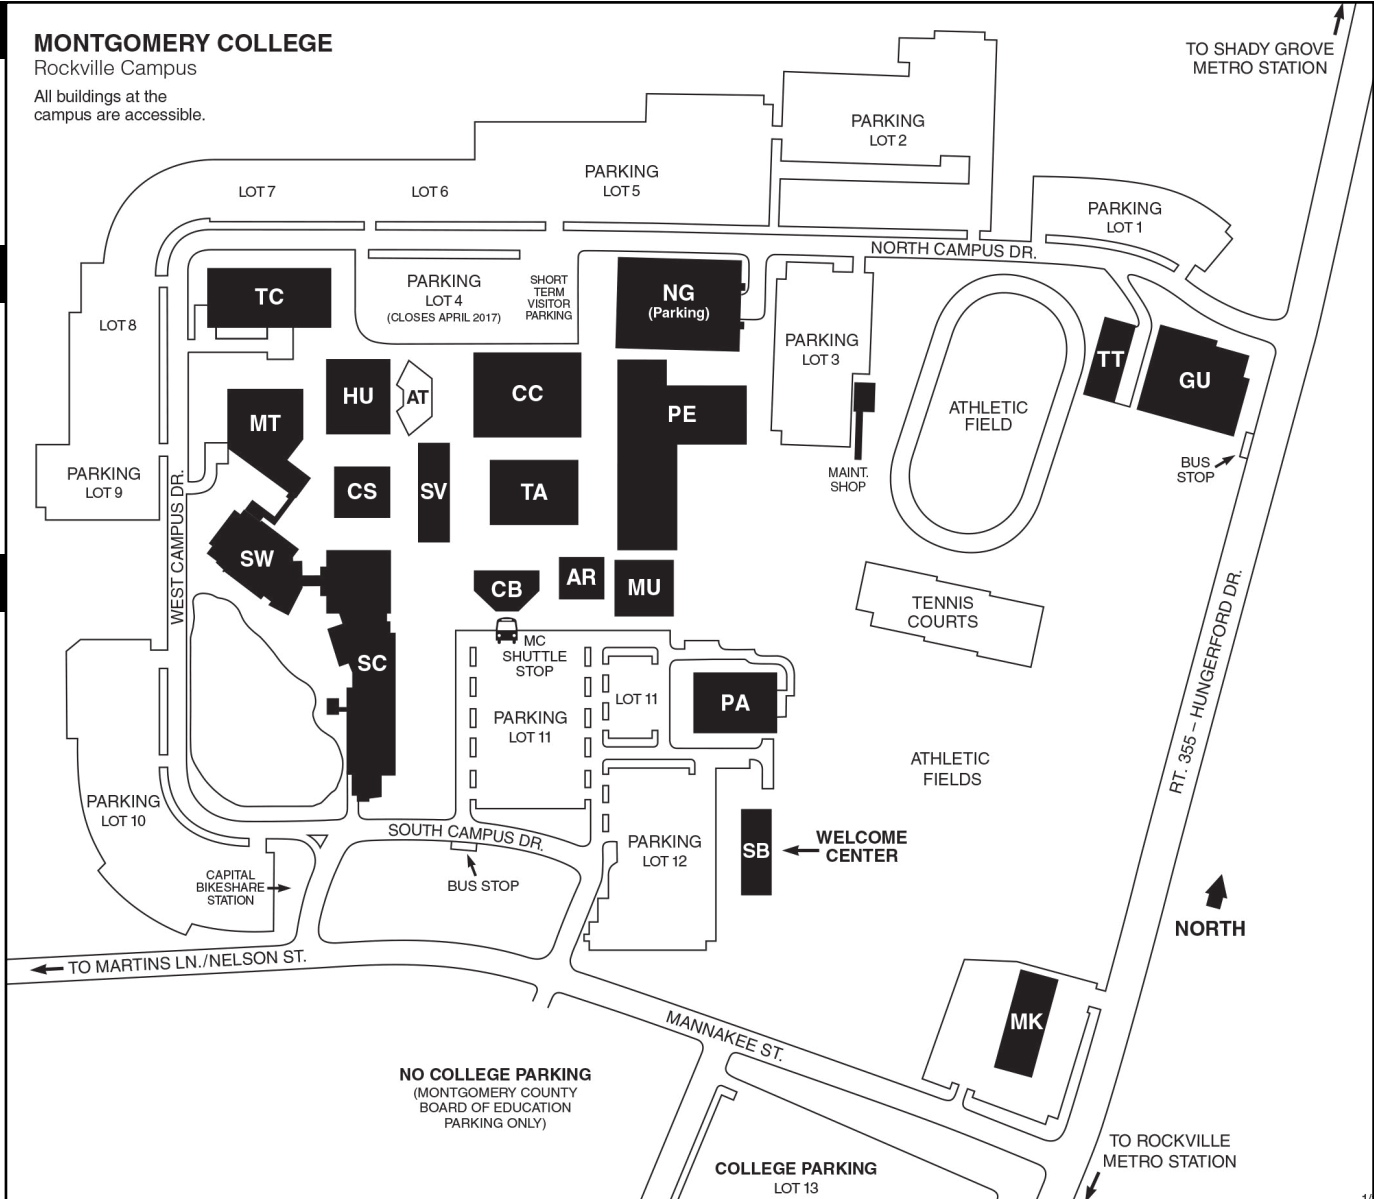 MONTGOMERY COLLEGE
Rockville Campus
All buildings at the
campus are accessible.
TO SHADY GROVE
METRO STATION
PARKING
LOT 2
PARKING
LOT 5
LOT 6
LOT 7
PARKING
LOT 1
NORTH CAMPUS DR.
TC
PARKING
LOT 4
(CLOSES APRIL 2017)
SHORT
TERM
VISITOR
PARKING
NG
(Parking)
LOT 8
PARKING
LOT 3
TT
GU
HU
AT
CC
PE
MT
ATHLETIC
FIELD
MAINT.
SHOP
BUS
STOP
PARKING
LOT 9
CS
SV
TA
WEST CAMPUS DR.
SW
CB
AR
MU
TENNIS
COURTS
RT. 355 – HUNGERFORD DR.
MC
SHUTTLE
STOP
SC
LOT 11
PA
PARKING
LOT 11
ATHLETIC
FIELDS
PARKING
LOT 10
SOUTH CAMPUS DR.
PARKING
LOT 12
SB
WELCOME
CENTER
BUS STOP
CAPITAL
BIKESHARE
STATION
NORTH
TO MARTINS LN./NELSON ST.
MANNAKEE ST.
MK
NO COLLEGE PARKING
(MONTGOMERY COUNTY
BOARD OF EDUCATION
PARKING ONLY)
TO ROCKVILLE
METRO STATION
COLLEGE PARKING
LOT 13